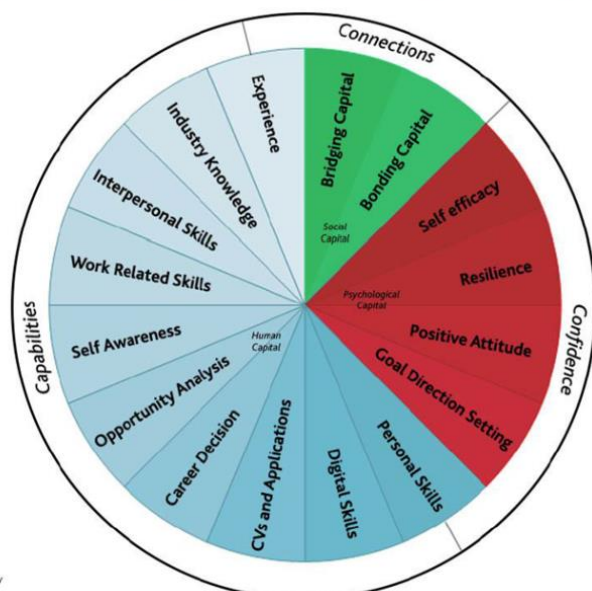 Connections
Confidence
Capabilities
Bridging Capital
Bonding Capital
Social
Capital
Self efficacy
Resilience
Positive Attitude
Goal Direction Setting
Psychological
Capital
Personal Skills
Digital Skills
CVs and Applications
Career Decision
Opportunity Analysis
Self Awareness
Work Related Skills
Interpersonal Skills
Industry Knowledge
Experience
Human
Capital